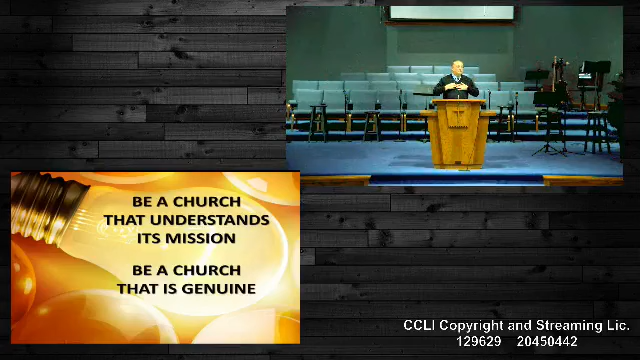 BE A CHURCH
THAT UNDERSTANDS
ITS MISSION
BE A CHURCH
THAT IS GENUINE
CCLI Copyright and Streaming Lic.
129629 20450442